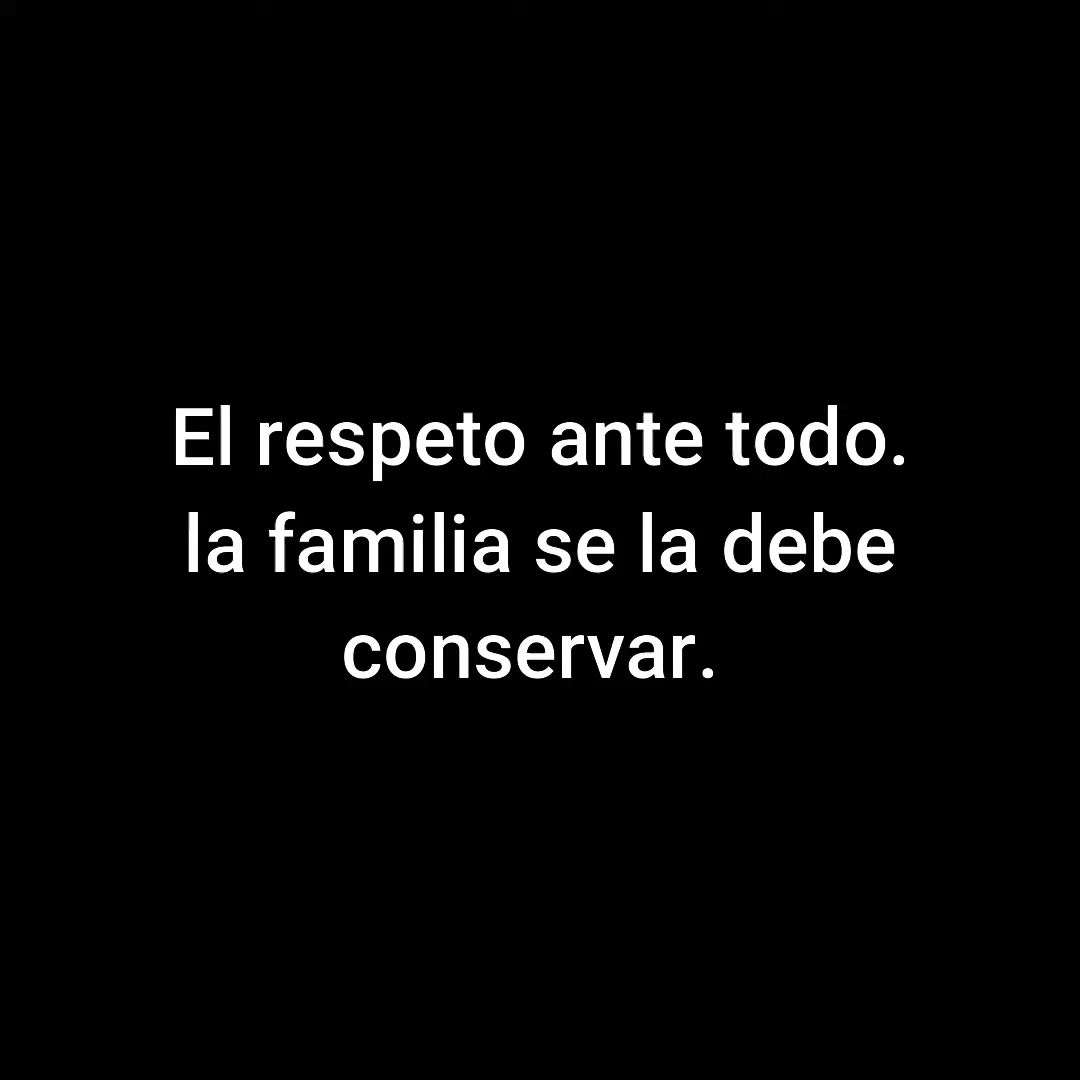 El respeto ante todo.
la familia se la debe
conservar.